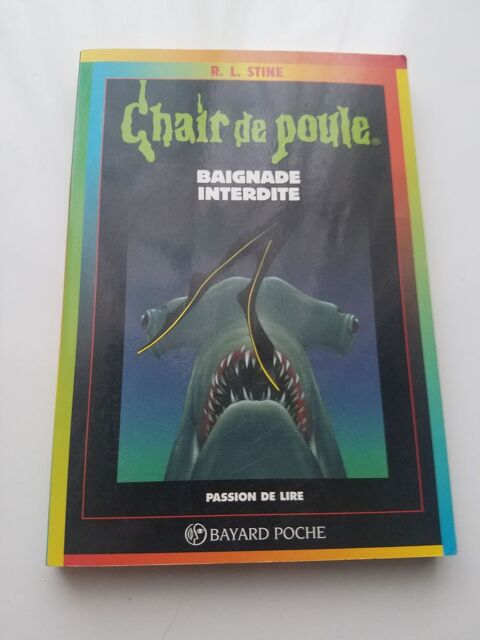 R. L. STINE
Chair de poule®
BAIGNADE
INTERDITE
PASSION DE LIRE
BAYARD POCHE